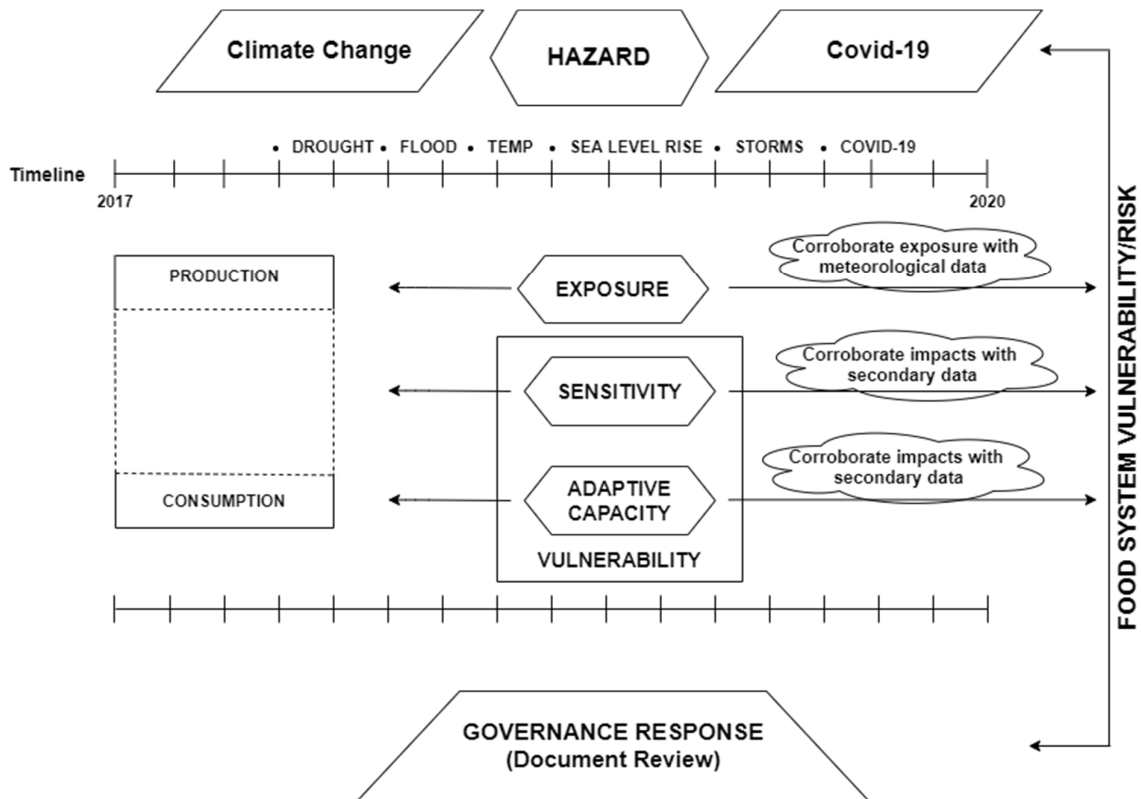 Climate Change
HAZARD
Covid-19
• DROUGHT • FLOOD • TEMP • SEA LEVEL RISE • STORMS • COVID-19
Timeline
2017
2020
PRODUCTION
EXPOSURE
Corroborate exposure with
meteorological data
SENSITIVITY
Corroborate impacts with
secondary data
CONSUMPTION
ADAPTIVE
CAPACITY
Corroborate impacts with
secondary data
VULNERABILITY
FOOD SYSTEM VULNERABILITY/RISK
GOVERNANCE RESPONSE
(Document Review)